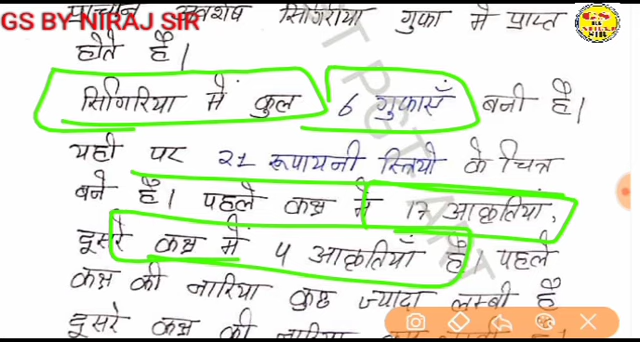 GS BY NIRAJ SIR
प्राचीन अवशेष सिगिरिया गुफा में प्राप्त
होते हैं।
सिगिरिया में कुल 6 गुफाएँ बनी हैं।
यहाँ पर 21 रूपायनी स्त्रियो के चित्र
बने हैं। पहले कक्ष में 17 आकृतियां,
दूसरे कक्ष में 4 आकृतियाँ हैं। पहले
कक्ष की नारिया कुछ ज्यादा लम्बी हैं
दूसरे कक्ष की नारिया